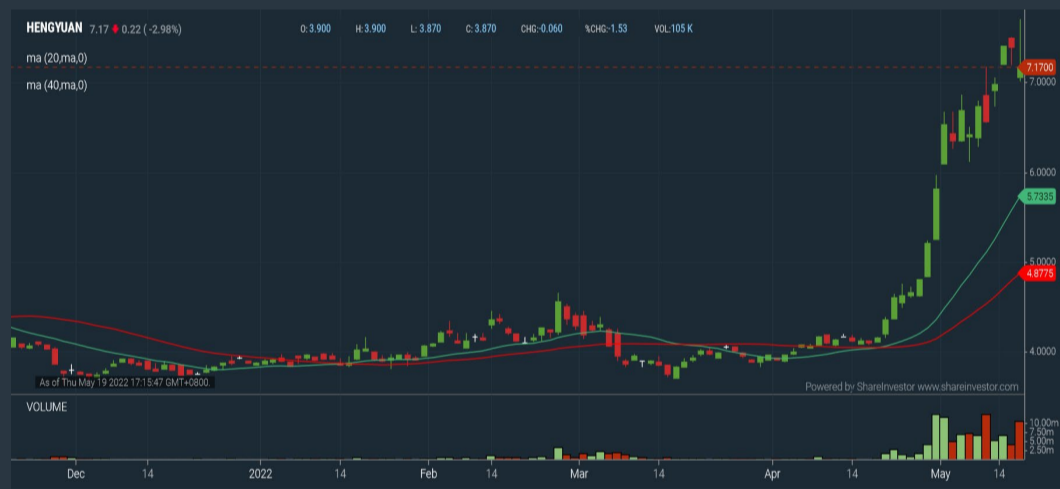 HENGYUAN 7.17 0.22 ( -2.98%) O: 3.900 H: 3.900 L: 3.870 C: 3.870 CHG:-0.060 %CHG:-1.53 VOL:105 K
ma (20,ma,0)
ma (40,ma,0)
7.1700
7.0000
6.0000
5.7335
5.0000
4.8775
4.0000
As of Thu May 19 2022 17:15:47 GMT+0800.
Powered by ShareInvestor www.shareinvestor.com
VOLUME
10.00m
7.50m
5.00m
2.50m
Dec 14 2022 14 Feb 14 Mar 14 Apr 14 May 14